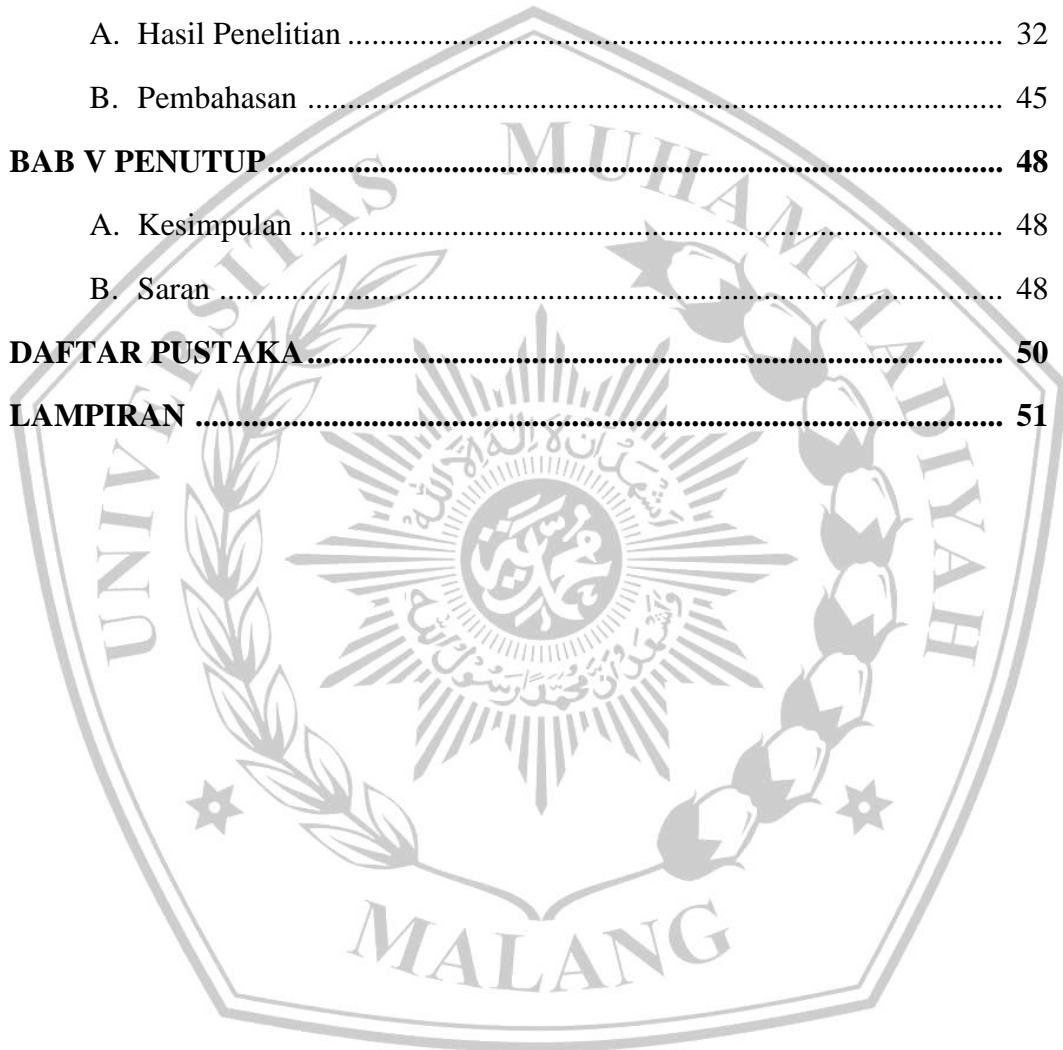 A. Hasil Penelitian ........................................................................ 32
B. Pembahasan ........................................................................ 45
BAB V PENUTUP........................................................................ 48
A. Kesimpulan ........................................................................ 48
B. Saran ........................................................................ 48
DAFTAR PUSTAKA........................................................................ 50
LAMPIRAN ........................................................................ 51
UNIVERSITAS MUHAMMADIYAH
MALANG